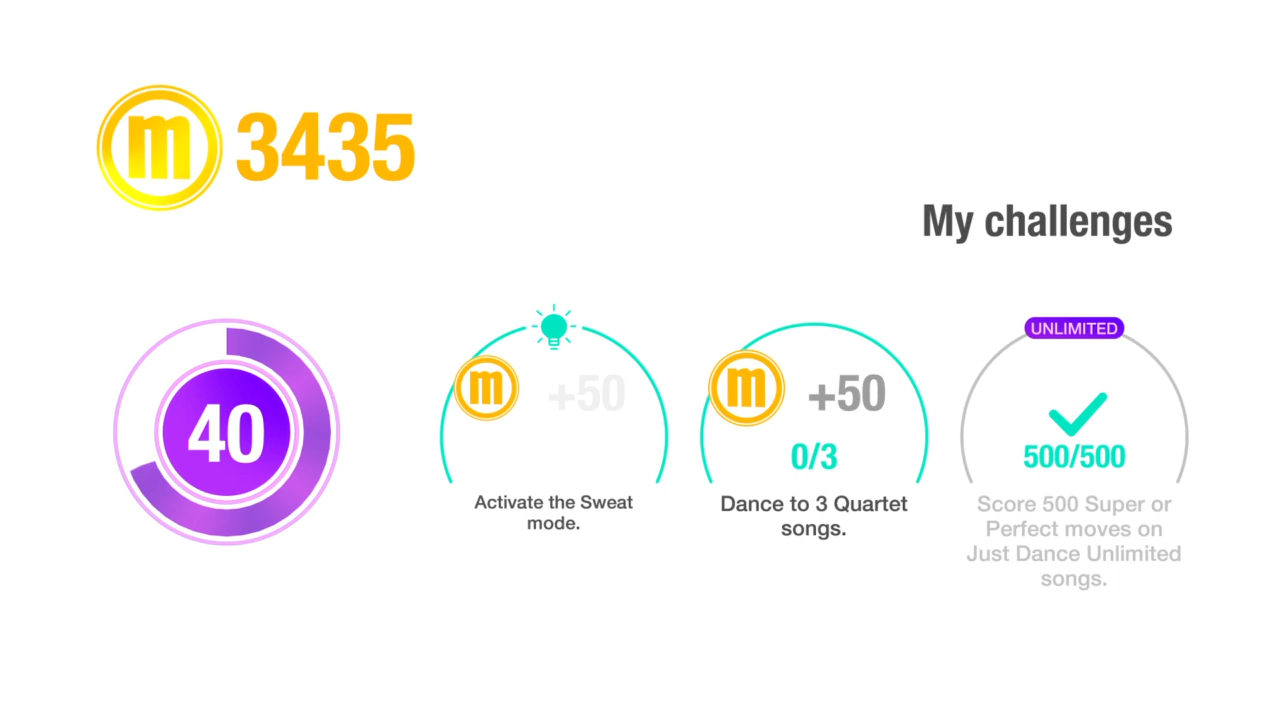 m 3435
My challenges
40
m +50
Activate the Sweat
mode.
m +50
0/3
Dance to 3 Quartet
songs.
UNLIMITED
500/500
Score 500 Super or
Perfect moves on
Just Dance Unlimited
songs.